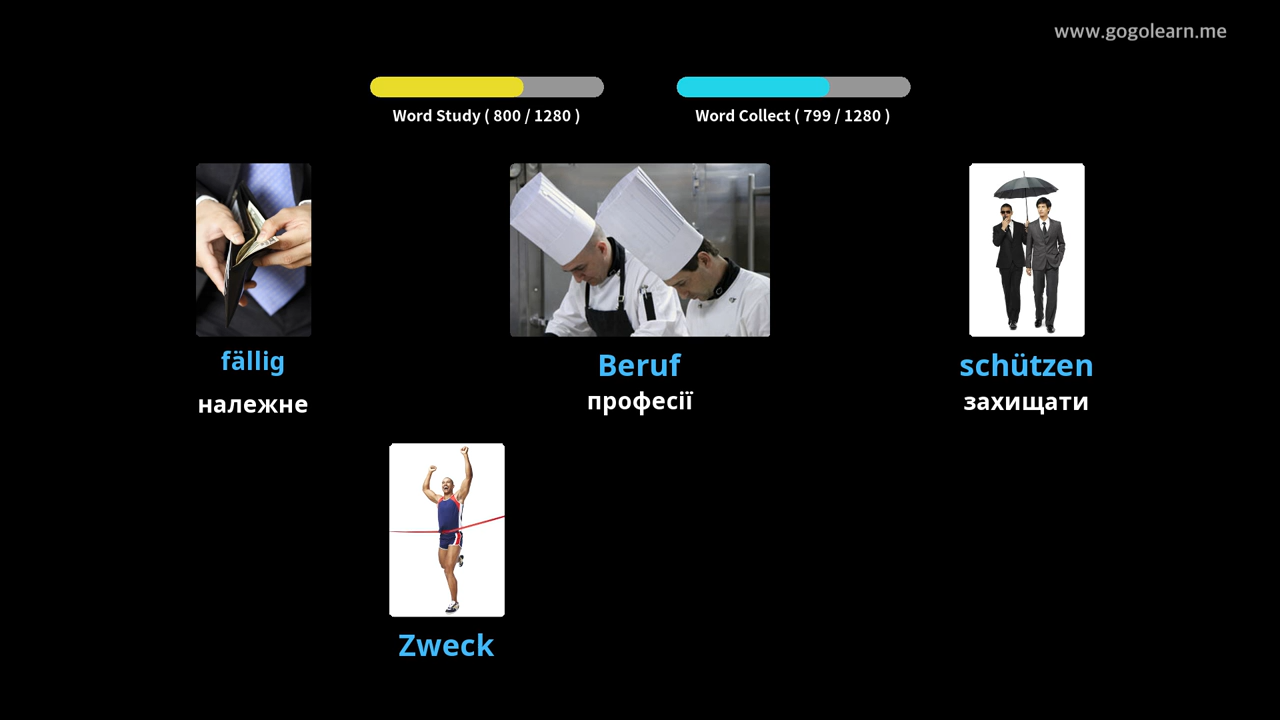 www.gogolearn.me
Word Study ( 800 / 1280 )
Word Collect ( 799 / 1280 )
fällig
належне
Beruf
професії
schützen
захищати
Zweck